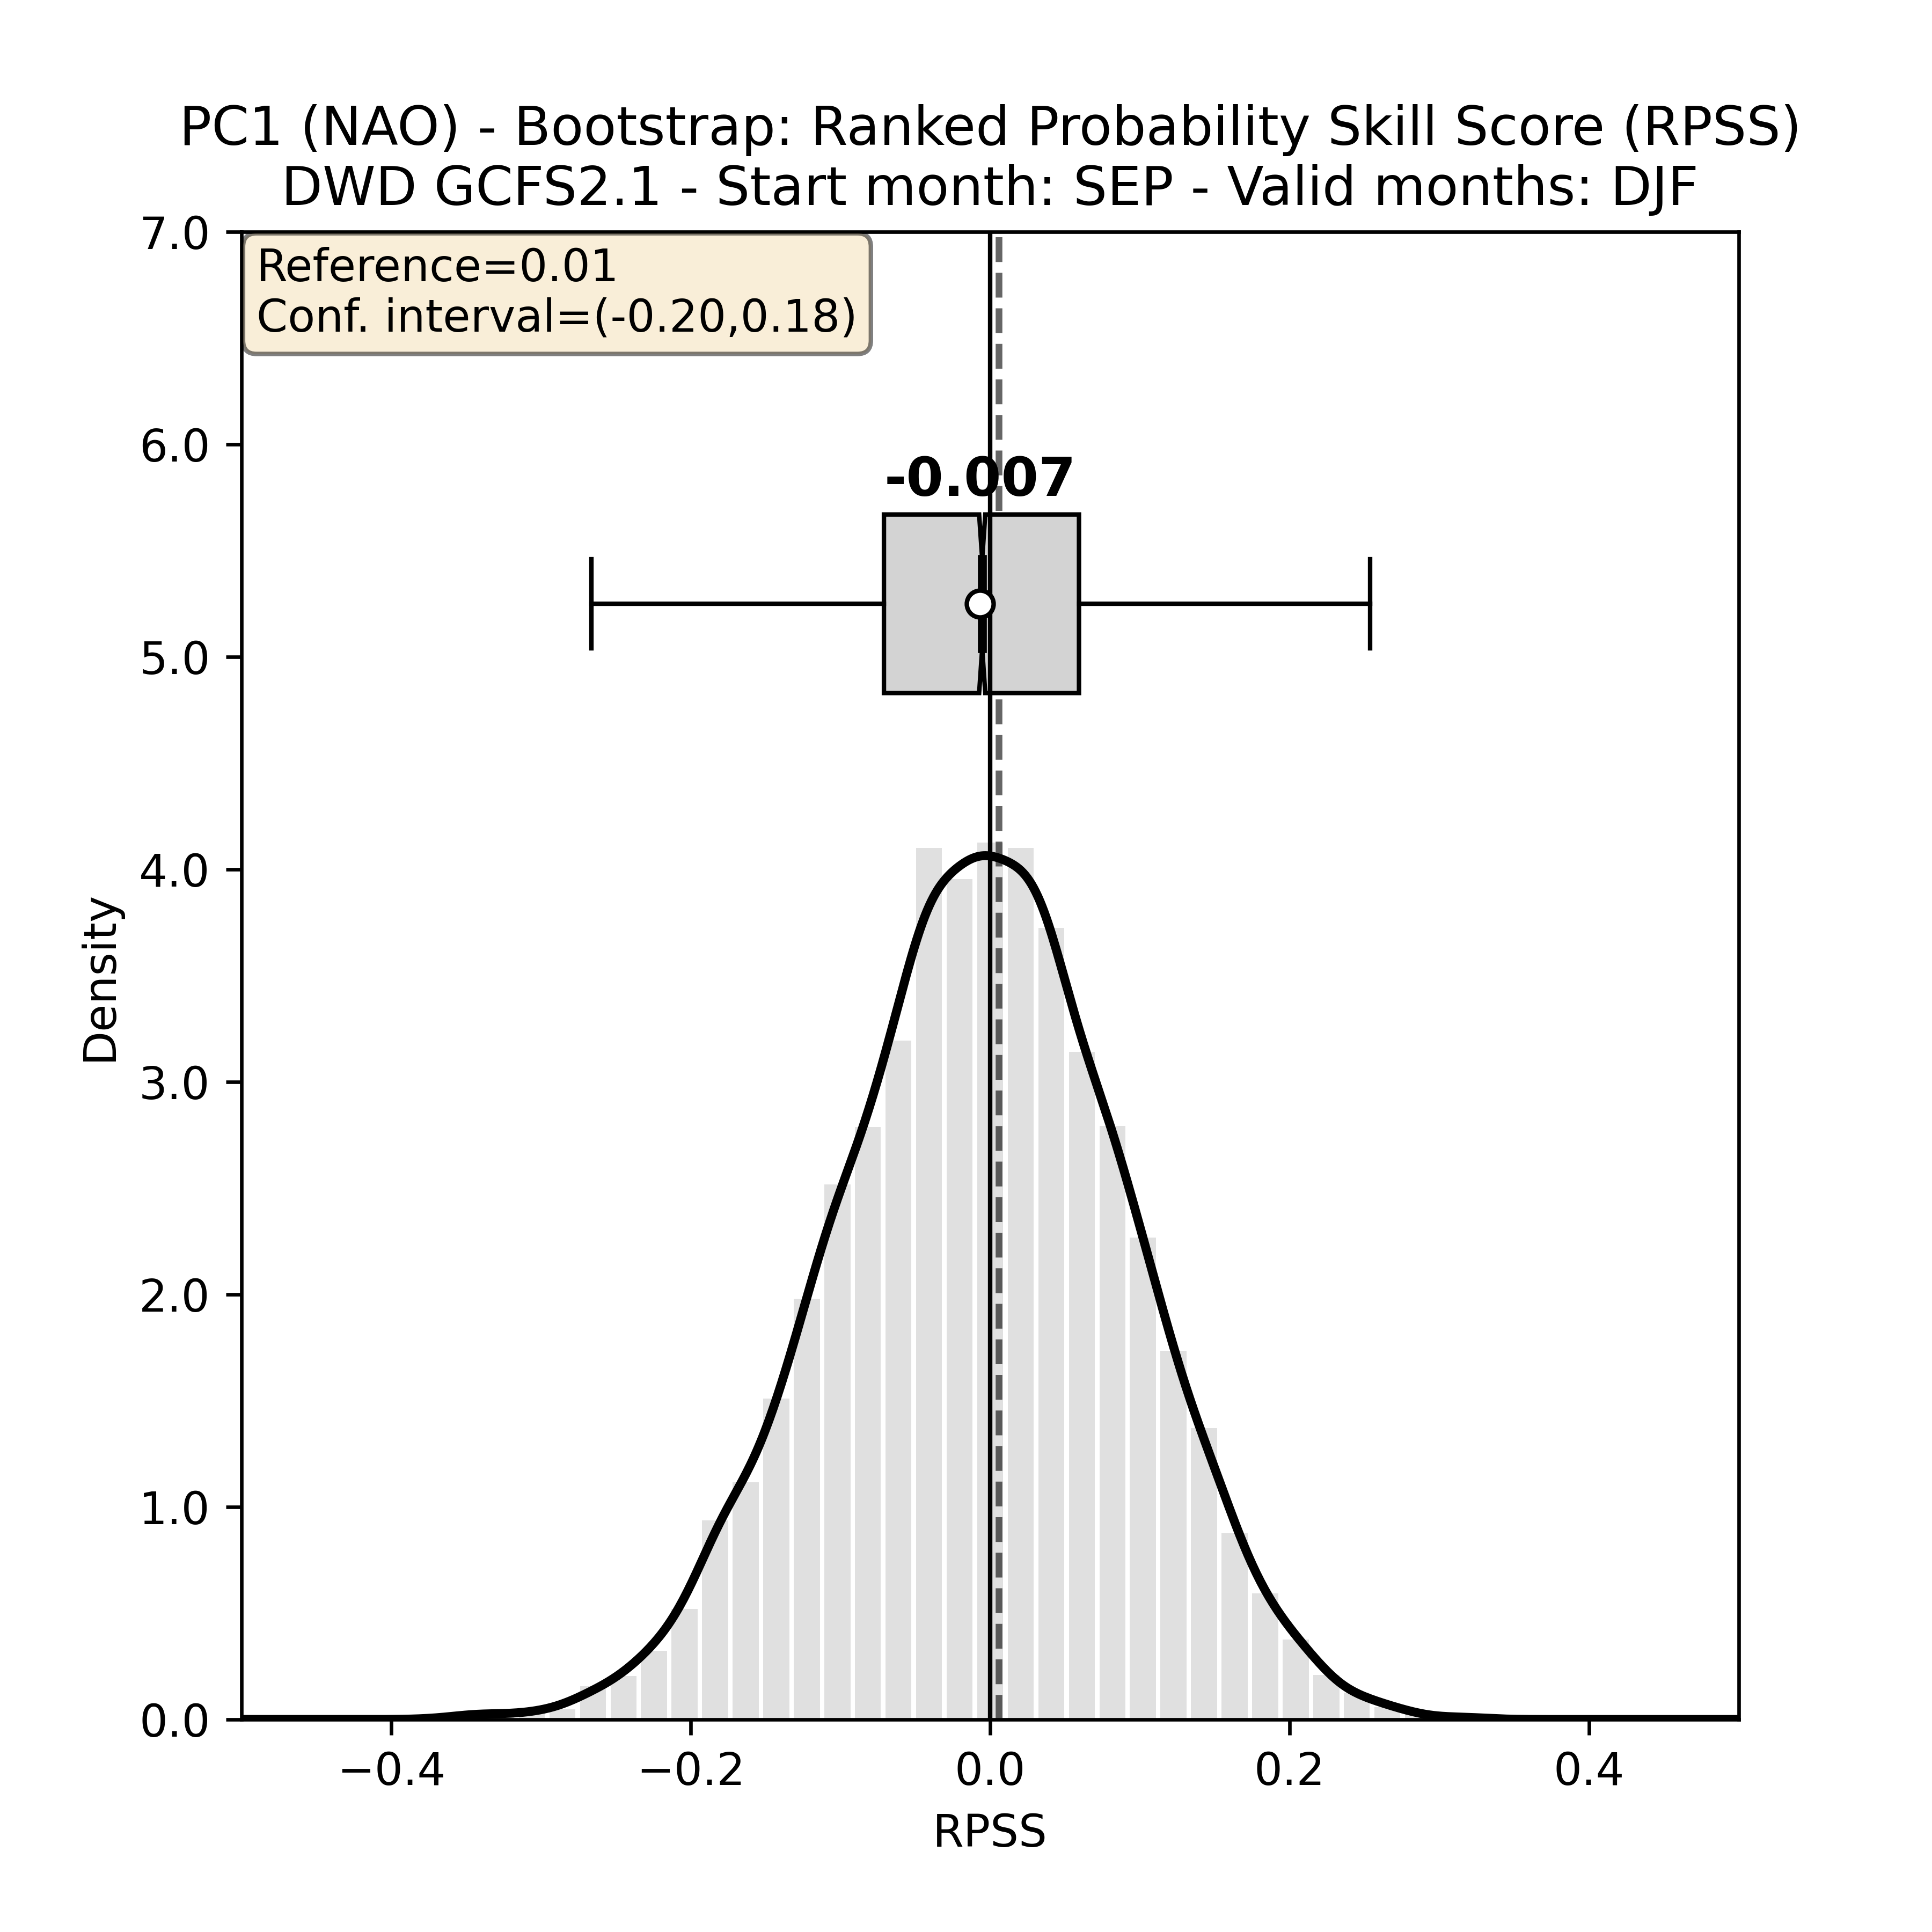 PC1 (NAO) - Bootstrap: Ranked Probability Skill Score (RPSS)
DWD GCFS2.1 - Start month: SEP - Valid months: DJF
7.0
Reference=0.01
Conf. interval=(-0.20,0.18)
6.0
-0.007
5.0
4.0
Density
3.0
2.0
1.0
0.0
−0.4 −0.2 0.0 0.2 0.4
RPSS